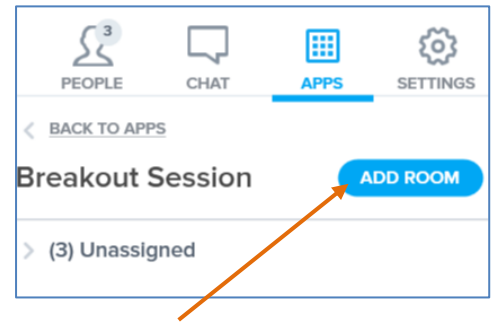 3
PEOPLE CHAT APPS SETTINGS
BACK TO APPS
Breakout Session ADD ROOM
(3) Unassigned